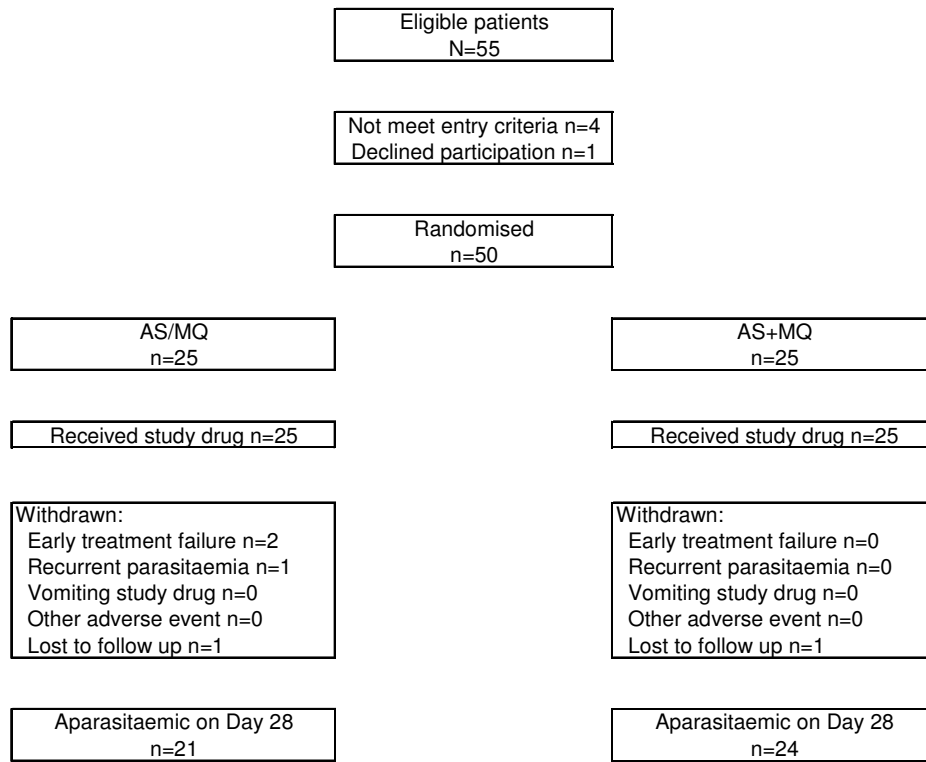 Eligible patients
N=55
Not meet entry criteria n=4
Declined participation n=1
Randomised
n=50
AS/MQ
n=25
AS+MQ
n=25
Received study drug n=25
Received study drug n=25
Withdrawn:
Early treatment failure n=2
Recurrent parasitaemia n=1
Vomiting study drug n=0
Other adverse event n=0
Lost to follow up n=1
Withdrawn:
Early treatment failure n=0
Recurrent parasitaemia n=0
Vomiting study drug n=0
Other adverse event n=0
Lost to follow up n=1
Aparasitaemic on Day 28
n=21
Aparasitaemic on Day 28
n=24